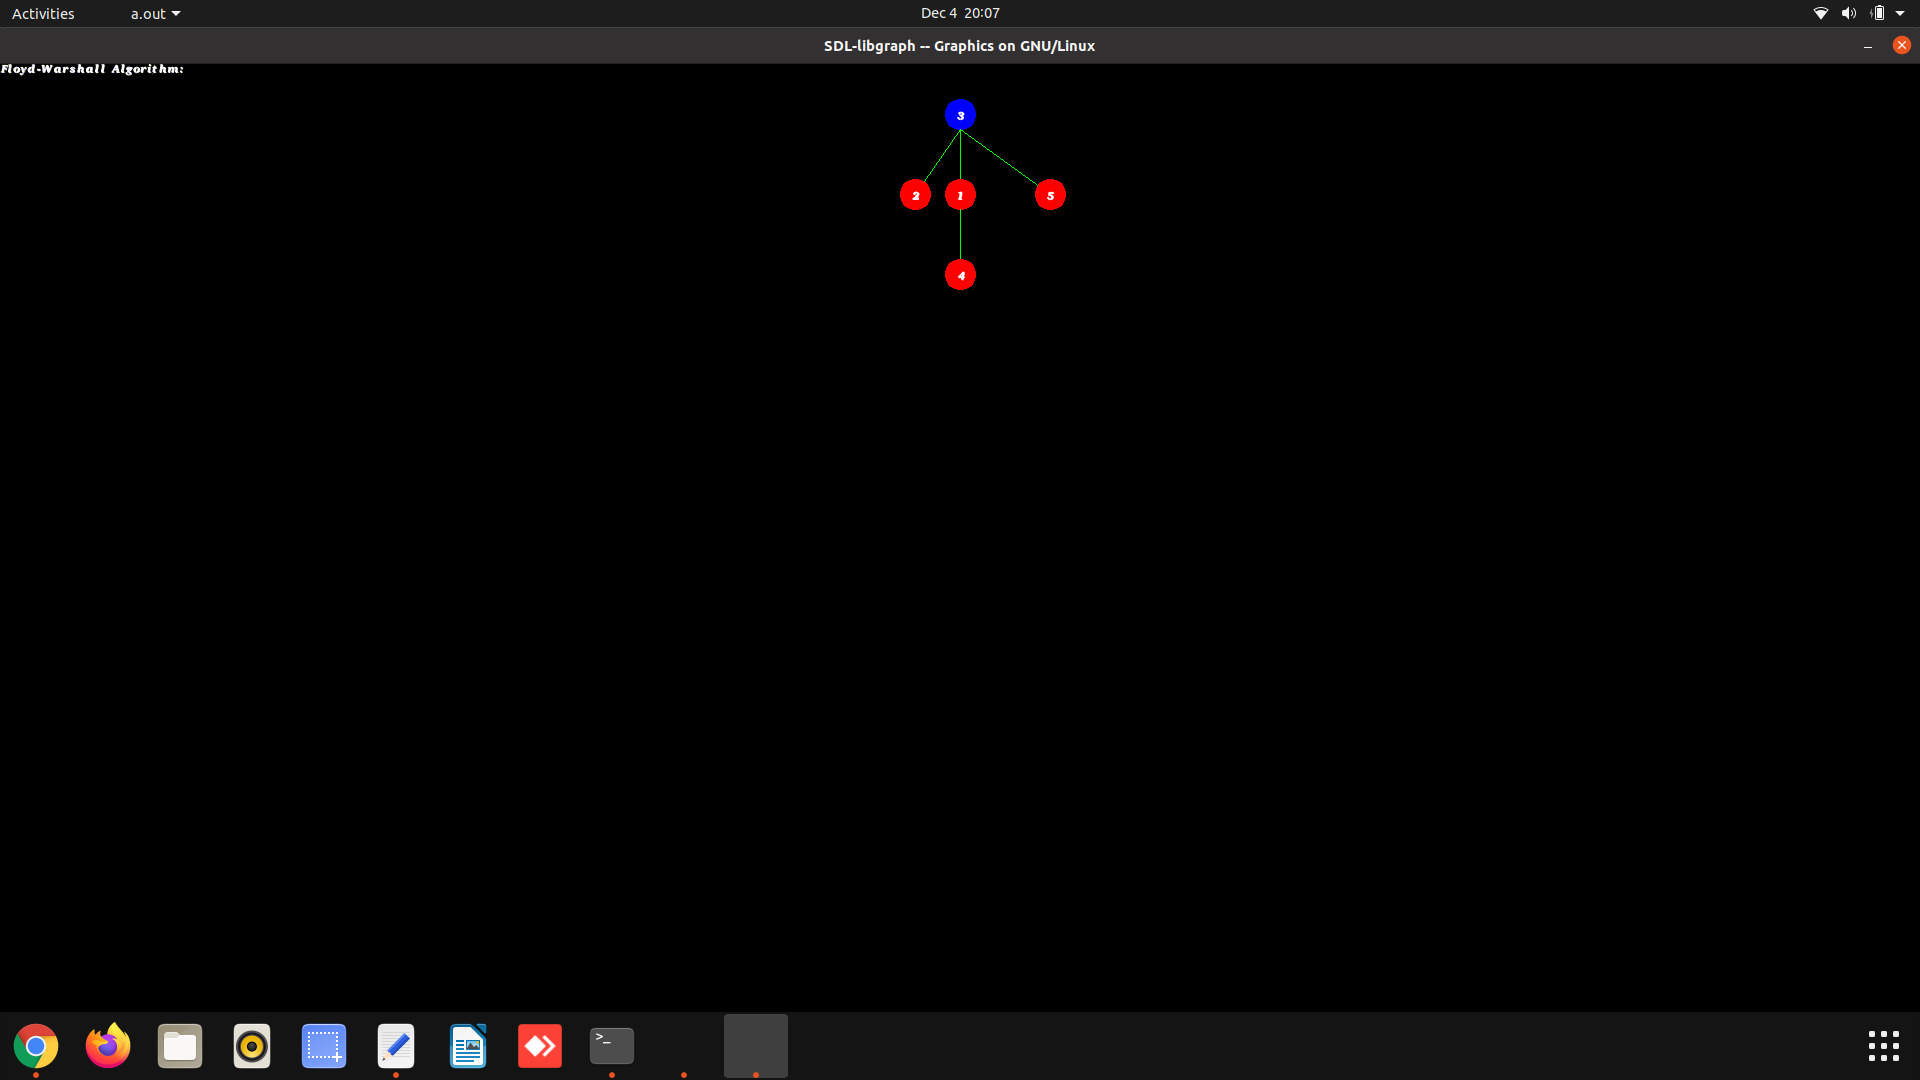 Activities a.out Dec 4 20:07
SDL-libgraph -- Graphics on GNU/Linux
Floyd-Warshall Algorithm:
3
2 1 5
4
>_